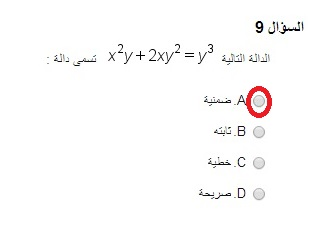 السؤال 9
الدالة التالية x²y+2xy²=y³ تسمى دالة :
A. ضمنية
B. ثابته
C. خطية
D. صريحة